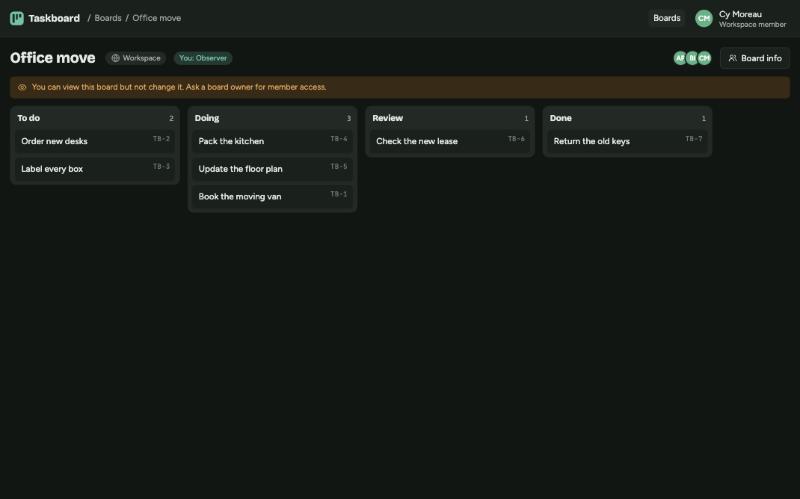 Taskboard / Boards / Office move
Boards
CM
Cy Moreau
Workspace member
Office move
Workspace
You: Observer
CM
Board info
You can view this board but not change it. Ask a board owner for member access.
To do 2
Order new desks TB-2
Label every box TB-3
Doing 3
Pack the kitchen TB-4
Update the floor plan TB-5
Book the moving van TB-1
Review 1
Check the new lease TB-6
Done 1
Return the old keys TB-7